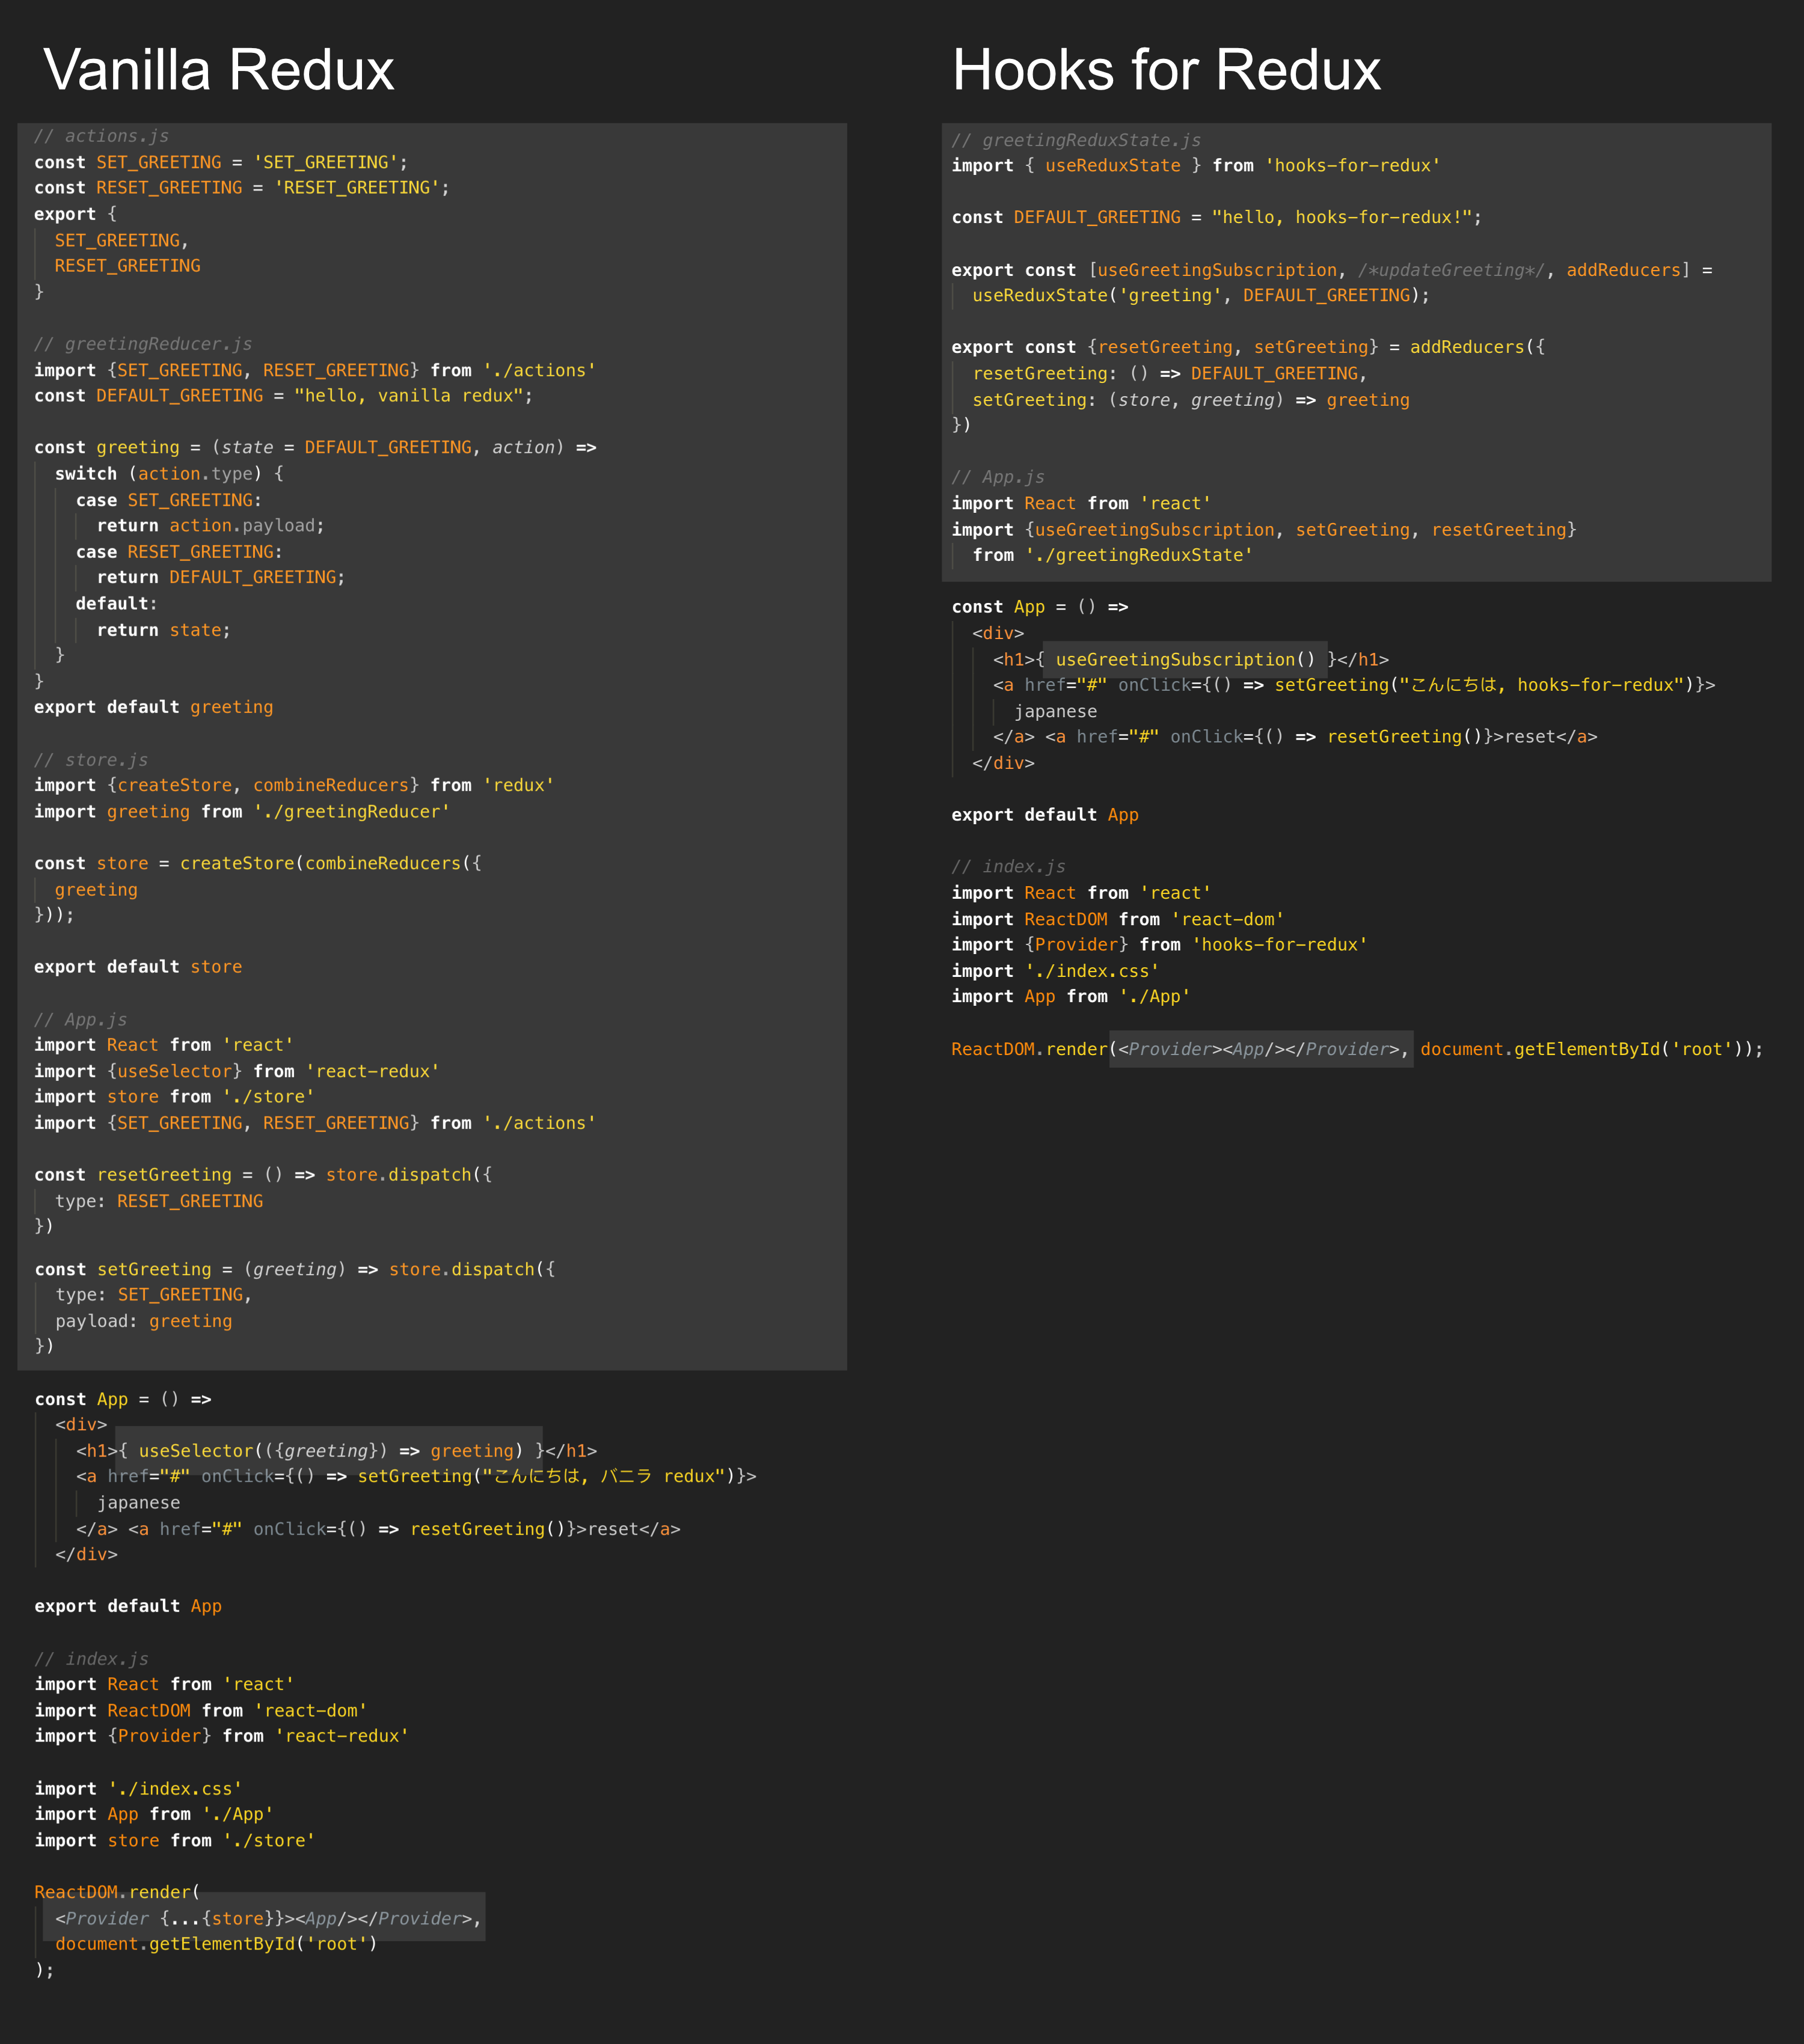 Vanilla Redux
// actions.js
const SET_GREETING = 'SET_GREETING';
const RESET_GREETING = 'RESET_GREETING';
export {
  SET_GREETING,
  RESET_GREETING
}
// greetingReducer.js
import {SET_GREETING, RESET_GREETING} from './actions'
const DEFAULT_GREETING = "hello, vanilla redux";
const greeting = (state = DEFAULT_GREETING, action) =>
  switch (action.type) {
    case SET_GREETING:
      return action.payload;
    case RESET_GREETING:
      return DEFAULT_GREETING;
    default:
      return state;
  }
}
export default greeting
// store.js
import {createStore, combineReducers} from 'redux'
import greeting from './greetingReducer'
const store = createStore(combineReducers({
  greeting
}));
export default store
// App.js
import React from 'react'
import {useSelector} from 'react-redux'
import store from './store'
import {SET_GREETING, RESET_GREETING} from './actions'
const resetGreeting = () => store.dispatch({
  type: RESET_GREETING
})
const setGreeting = (greeting) => store.dispatch({
  type: SET_GREETING,
  payload: greeting
})
const App = () =>
  <div>
    <h1>{ useSelector(({greeting}) => greeting) }</h1>
    <a href="#" onClick={() => setGreeting("こんにちは, バニラ redux")}>
      japanese
    </a> <a href="#" onClick={() => resetGreeting()}>reset</a>
  </div>
export default App
// index.js
import React from 'react'
import ReactDOM from 'react-dom'
import {Provider} from 'react-redux'
import './index.css'
import App from './App'
import store from './store'
ReactDOM.render(
  <Provider {...{store}}><App/></Provider>,
  document.getElementById('root')
);
Hooks for Redux
// greetingReduxState.js
import { useReduxState } from 'hooks-for-redux'
const DEFAULT_GREETING = "hello, hooks-for-redux!";
export const [useGreetingSubscription, /*updateGreeting*/, addReducers] =
  useReduxState('greeting', DEFAULT_GREETING);
export const {resetGreeting, setGreeting} = addReducers({
  resetGreeting: () => DEFAULT_GREETING,
  setGreeting: (store, greeting) => greeting
})
// App.js
import React from 'react'
import {useGreetingSubscription, setGreeting, resetGreeting}
  from './greetingReduxState'
const App = () =>
  <div>
    <h1>{ useGreetingSubscription() }</h1>
    <a href="#" onClick={() => setGreeting("こんにちは, hooks-for-redux")}>
      japanese
    </a> <a href="#" onClick={() => resetGreeting()}>reset</a>
  </div>
export default App
// index.js
import React from 'react'
import ReactDOM from 'react-dom'
import {Provider} from 'hooks-for-redux'
import './index.css'
import App from './App'
ReactDOM.render(<Provider><App/></Provider>, document.getElementById('root'));